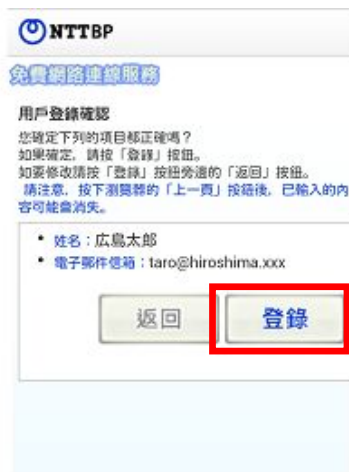 NTTBP
免費網路連線服務
用戶登錄確認
您確定下列的項目都正確嗎？
如果確定，請按「登錄」按鈕。
如要修改請按「登錄」按鈕旁邊的「返回」按鈕。
請注意，按下瀏覽器的「上一頁」按鈕後，已輸入的內
容可能會消失。
• 姓名：広島太郎
• 電子郵件信箱：taro@hiroshima.xxx
返回 登錄